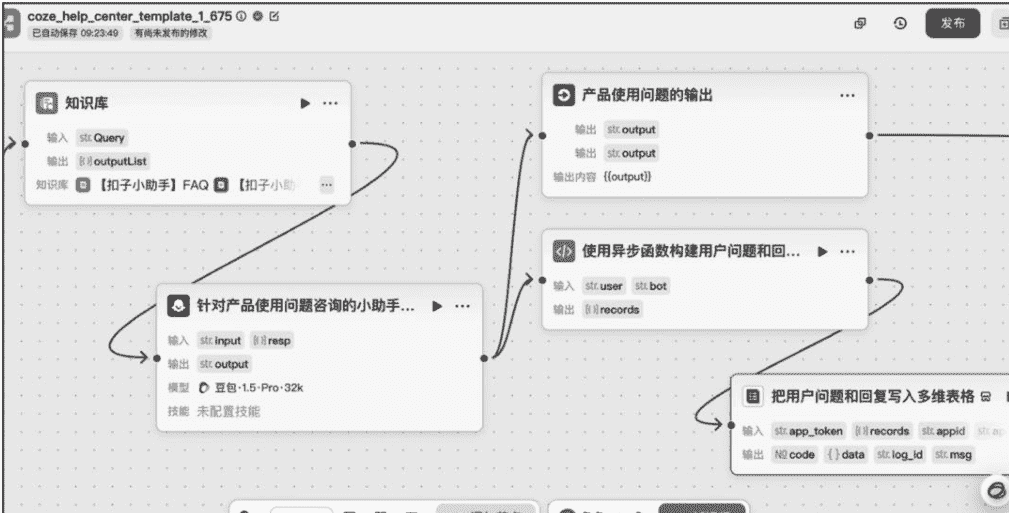 coze_help_center_template_1_675
已自动保存 09:23:49 有尚未发布的修改
发布
知识库
输入 str. Query
输出 [⁝] outputList
知识库 【扣子小助手】FAQ 【扣子小助
产品使用问题的输出
输出 str. output
输出 str. output
输出内容 {{output}}
使用异步函数构建用户问题和回...
输入 str. user str. bot
输出 [⁝] records
针对产品使用问题咨询的小助手...
输入 str. input [⁝] resp
输出 str. output
模型 豆包·1.5·Pro·32k
技能 未配置技能
把用户问题和回复写入多维表格
输入 str. app_token [⁝] records str. appid str. ap
输出 № code { } data str. log_id str. msg